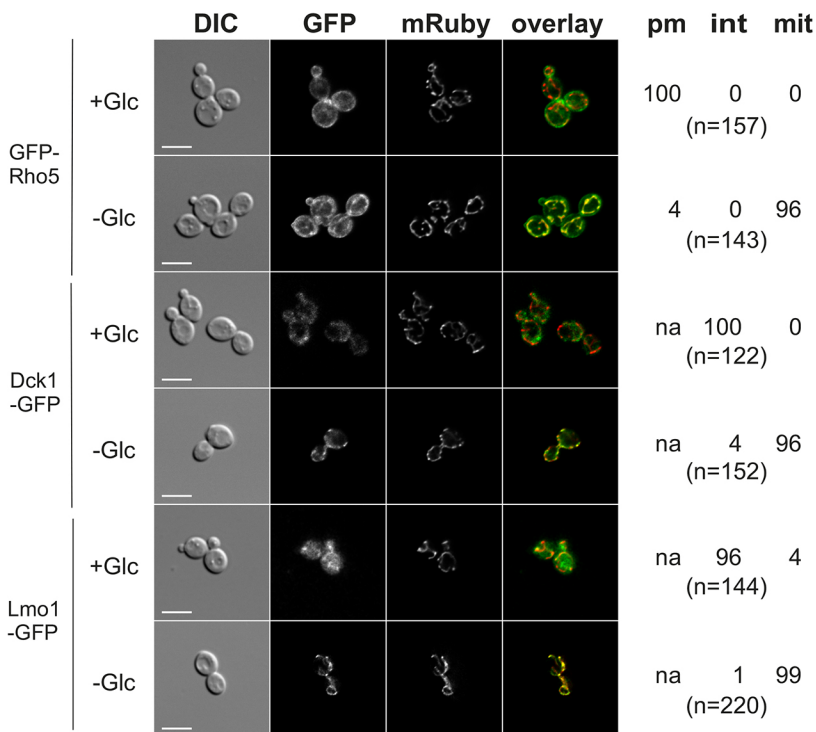 DIC GFP mRuby overlay pm int mit
GFP-
Rho5
+Glc 100 0 0
(n=157)
-Glc 4 0 96
(n=143)
Dck1
-GFP
+Glc na 100 0
(n=122)
-Glc na 4 96
(n=152)
Lmo1
-GFP
+Glc na 96 4
(n=144)
-Glc na 1 99
(n=220)